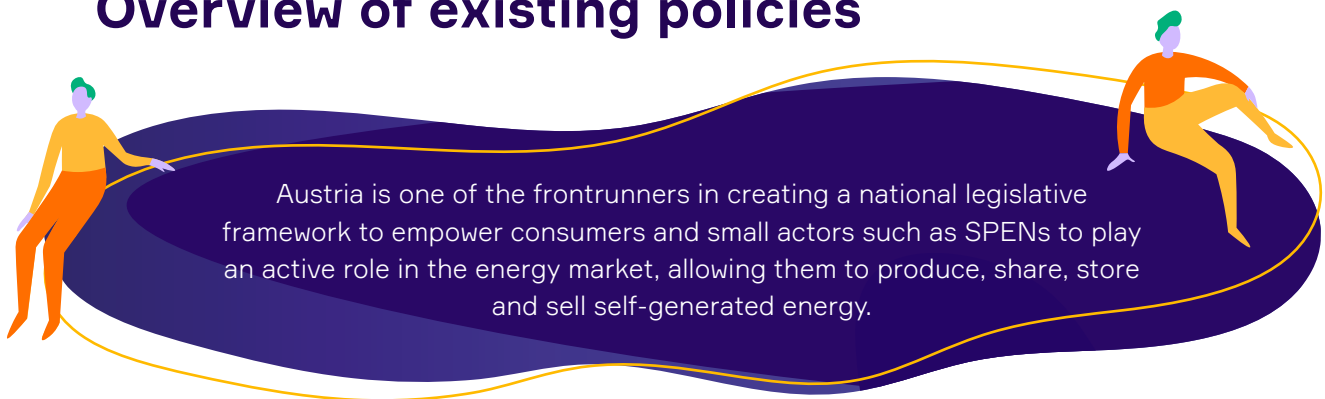 Overview of existing policies
Austria is one of the frontrunners in creating a national legislative
framework to empower consumers and small actors such as SPENs to play
an active role in the energy market, allowing them to produce, share, store
and sell self-generated energy.